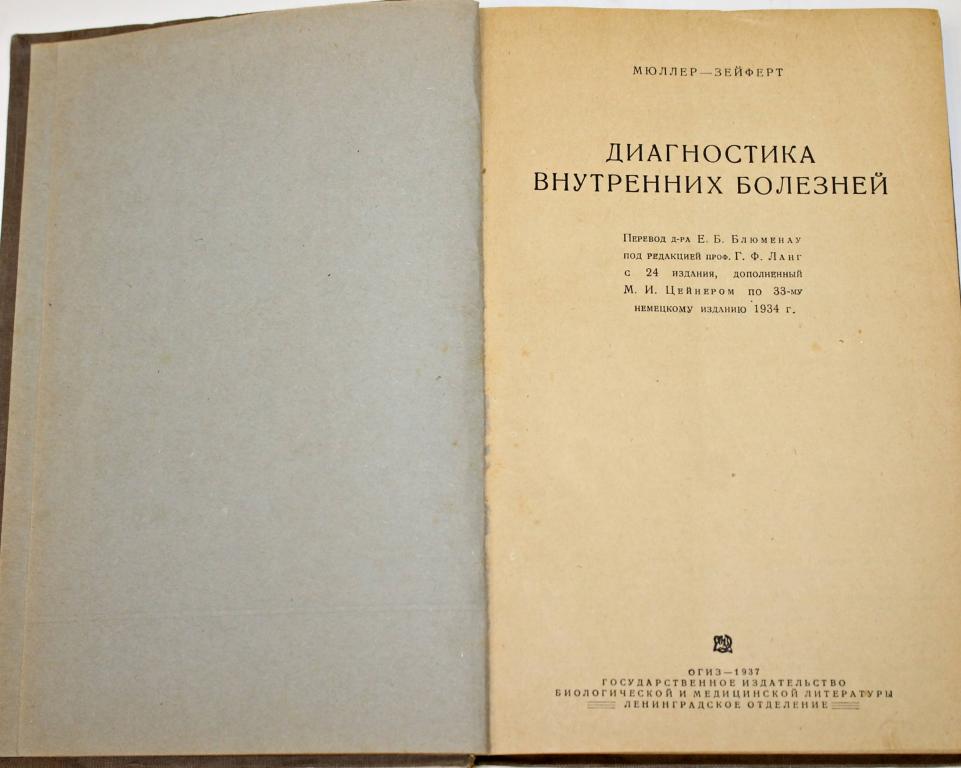 МЮЛЛЕР—ЗЕЙФЕРТ
ДИАГНОСТИКА
ВНУТРЕННИХ БОЛЕЗНЕЙ
Перевод д-ра Е. Б. Блюменау
под редакцией проф. Г. Ф. Ланг
с 24 издания, дополненный
М. И. Цейнером по 33-му
немецкому изданию 1934 г.
ОГИЗ—1937
ГОСУДАРСТВЕННОЕ ИЗДАТЕЛЬСТВО
БИОЛОГИЧЕСКОЙ И МЕДИЦИНСКОЙ ЛИТЕРАТУРЫ
ЛЕНИНГРАДСКОЕ ОТДЕЛЕНИЕ